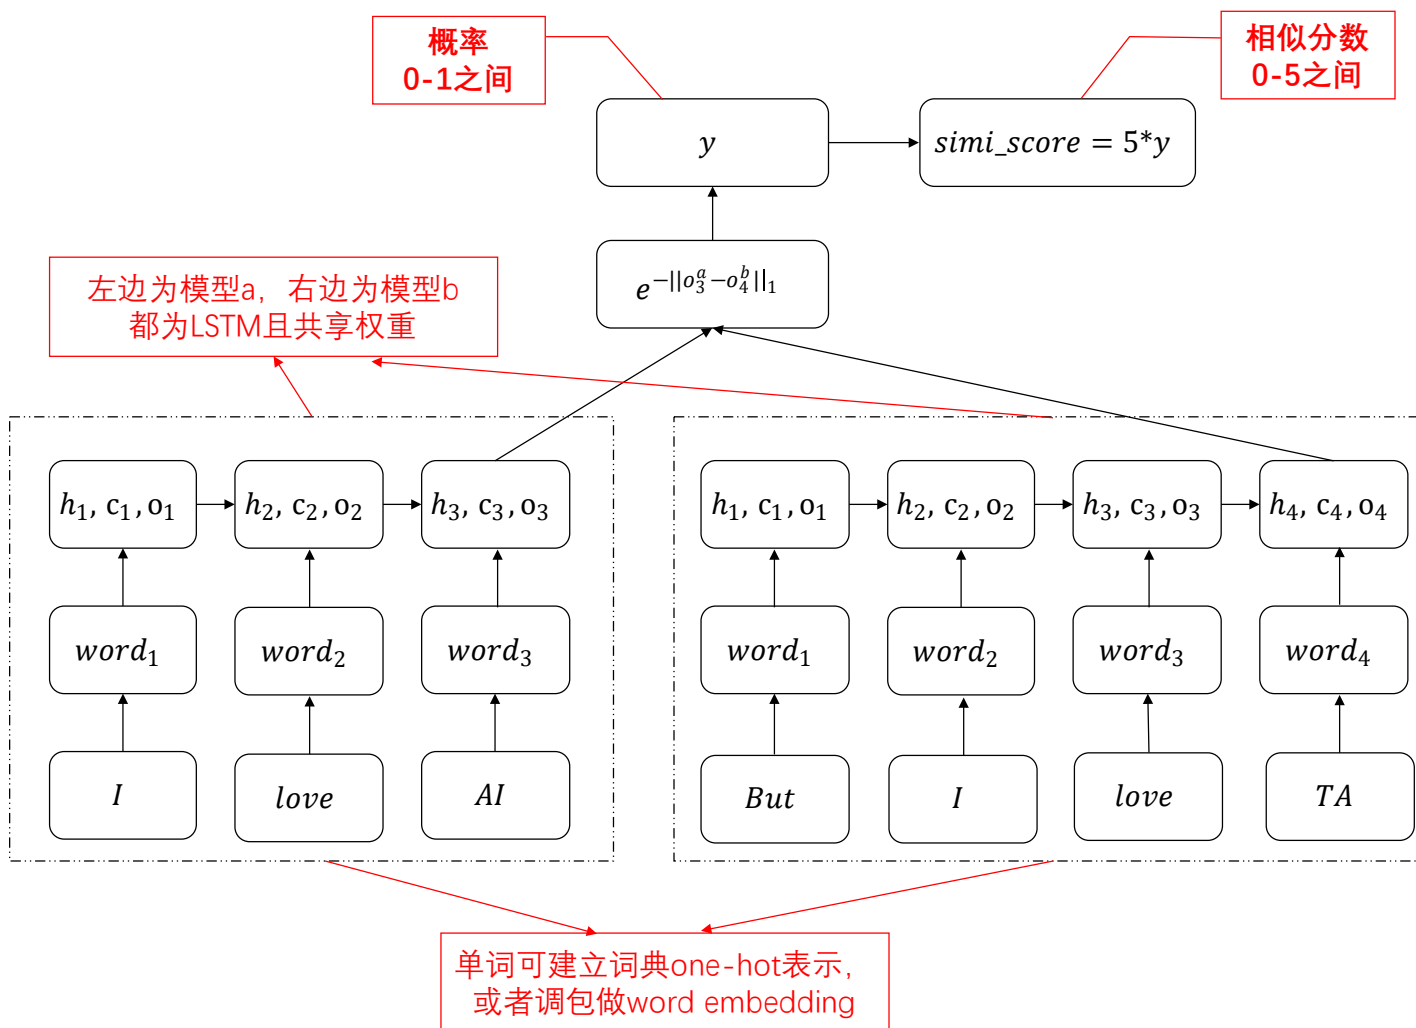 概率
0-1之间
相似分数
0-5之间
y
simi_score = 5*y
e^{-||o_3^a-o_4^b||_1}
左边为模型a，右边为模型b
都为LSTM且共享权重
h₁, c₁, o₁
h₂, c₂, o₂
h₃, c₃, o₃
h₁, c₁, o₁
h₂, c₂, o₂
h₃, c₃, o₃
h₄, c₄, o₄
word₁
word₂
word₃
word₁
word₂
word₃
word₄
I
love
AI
But
I
love
TA
单词可建立词典one-hot表示，
或者调包做word embedding